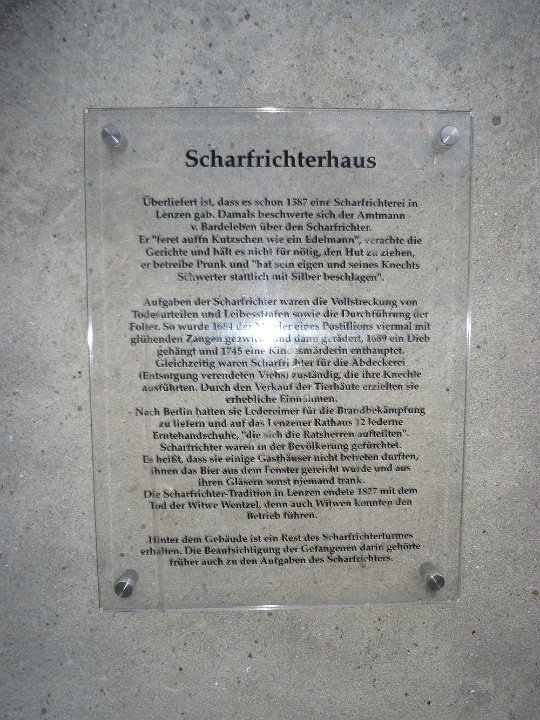 Scharfrichterhaus
Überliefert ist, dass es schon 1587 eine Scharfrichterei in
Lenzen gab. Damals beschwerte sich der Amtmann
v. Bardeleben über den Scharfrichter.
Er "feret auffn Kutzschen wie ein Edelmann", verachte die
Gerichte und hält es nicht für nötig, den Hut zu ziehen,
er betreibe Prunk und "hat sein eigen und seines Knechts
Schwerter stattlich mit Silber beschlagen".
Aufgaben der Scharfrichter waren die Vollstreckung von
Todesurteilen und Leibesstrafen sowie die Durchführung der
Folter. So wurde 1684 der Mörder eines Postillions viermal mit
glühenden Zangen gezwickt und dann gerädert, 1689 ein Dieb
gehängt und 1745 eine Kindesmörderin enthauptet.
Gleichzeitig waren Scharfrichter für die Abdeckerei
(Entsorgung verendeten Viehs) zuständig, die ihre Knechte
ausführten. Durch den Verkauf der Tierhäute erzielten sie
erhebliche Einnahmen.
Nach Berlin hatten sie Ledereimer für die Brandbekämpfung
zu liefern und auf das Lenzener Rathaus 12 lederne
Erntehandschuhe, "die sich die Ratsherren aufteilten".
Scharfrichter waren in der Bevölkerung gefürchtet.
Es heißt, dass sie einige Gasthäuser nicht betreten durften,
ihnen das Bier aus dem Fenster gereicht wurde und aus
ihren Gläsern sonst niemand trank.
Die Scharfrichter-Tradition in Lenzen endete 1827 mit dem
Tod der Witwe Wentzel, denn auch Witwen konnten den
Betrieb führen.
Hinter dem Gebäude ist ein Rest des Scharfrichterturmes
erhalten. Die Beaufsichtigung der Gefangenen darin gehörte
früher auch zu den Aufgaben des Scharfrichters.